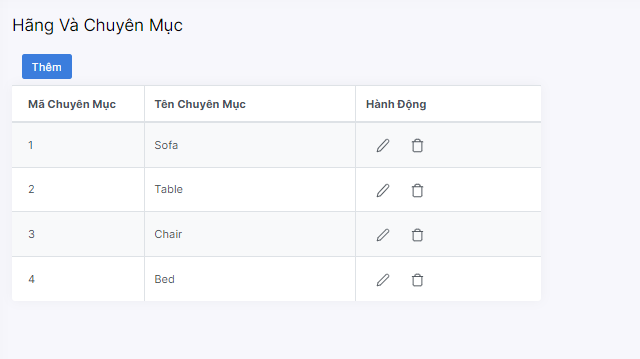 Hãng Và Chuyên Mục
Thêm
Mã Chuyên Mục Tên Chuyên Mục Hành Động
1 Sofa
2 Table
3 Chair
4 Bed